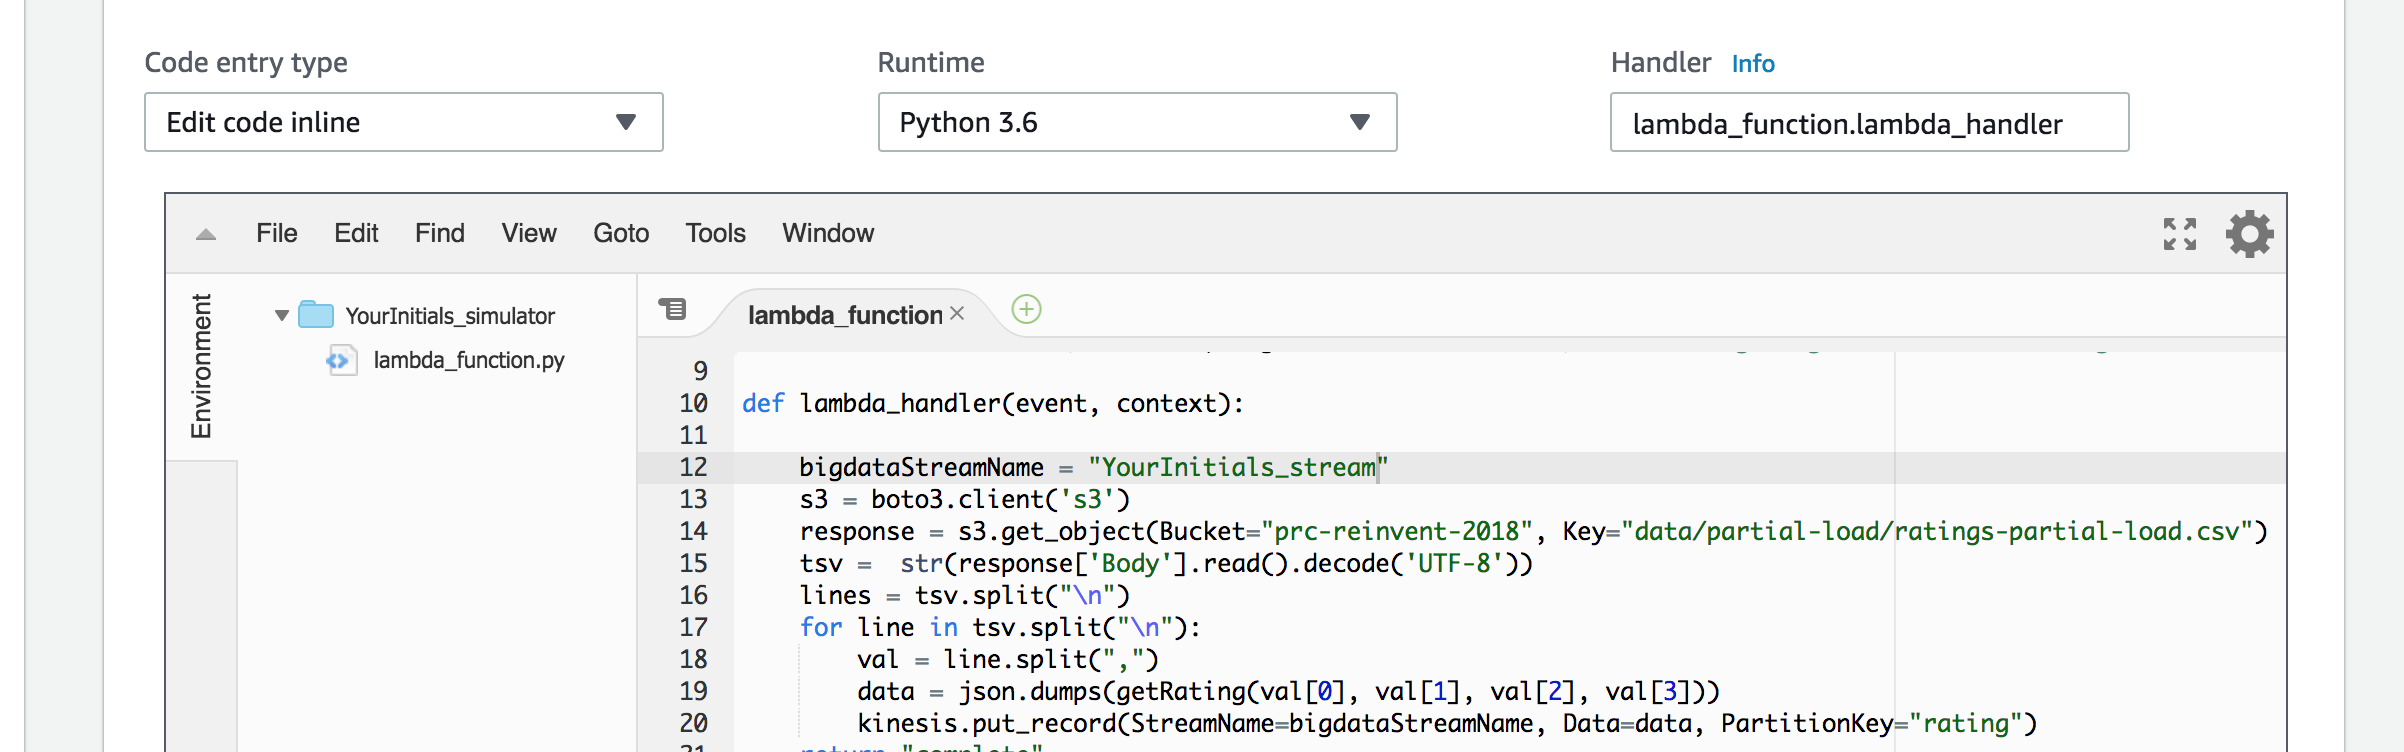 Code entry type
Runtime
Handler Info
Edit code inline
Python 3.6
lambda_function.lambda_handler
File Edit Find View Goto Tools Window
Environment
YourInitials_simulator
lambda_function.py
lambda_function
9
10 def lambda_handler(event, context):
11
12 bigdataStreamName = "YourInitials_stream"
13 s3 = boto3.client('s3')
14 response = s3.get_object(Bucket="prc-reinvent-2018", Key="data/partial-load/ratings-partial-load.csv")
15 tsv =  str(response['Body'].read().decode('UTF-8'))
16 lines = tsv.split("\n")
17 for line in tsv.split("\n"):
18 val = line.split(",")
19 data = json.dumps(getRating(val[0], val[1], val[2], val[3]))
20 kinesis.put_record(StreamName=bigdataStreamName, Data=data, PartitionKey="rating")
21 return "complete"